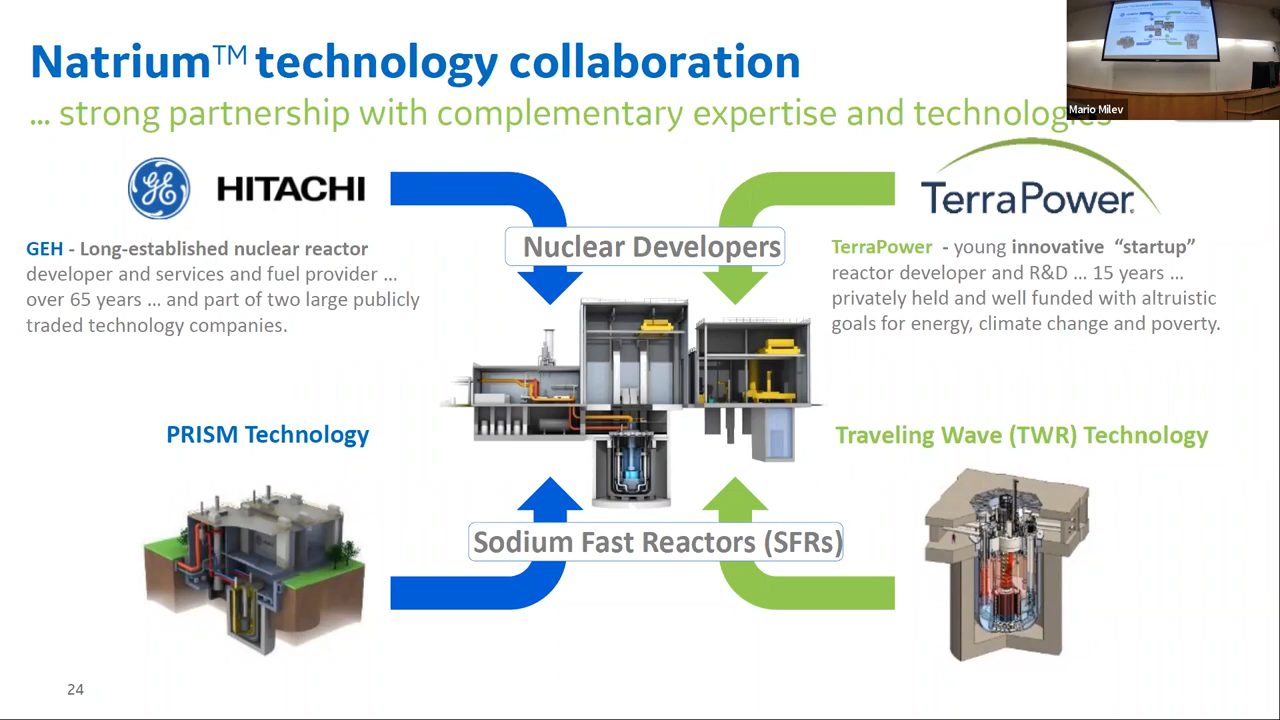 Natrium™ technology collaboration
... strong partnership with complementary expertise and technologies
Mario Milev
GE HITACHI
TerraPower
GEH - Long-established nuclear reactor
developer and services and fuel provider ...
over 65 years ... and part of two large publicly
traded technology companies.
Nuclear Developers
TerraPower - young innovative “startup”
reactor developer and R&D ... 15 years ...
privately held and well funded with altruistic
goals for energy, climate change and poverty.
PRISM Technology
Traveling Wave (TWR) Technology
Sodium Fast Reactors (SFRs)
24